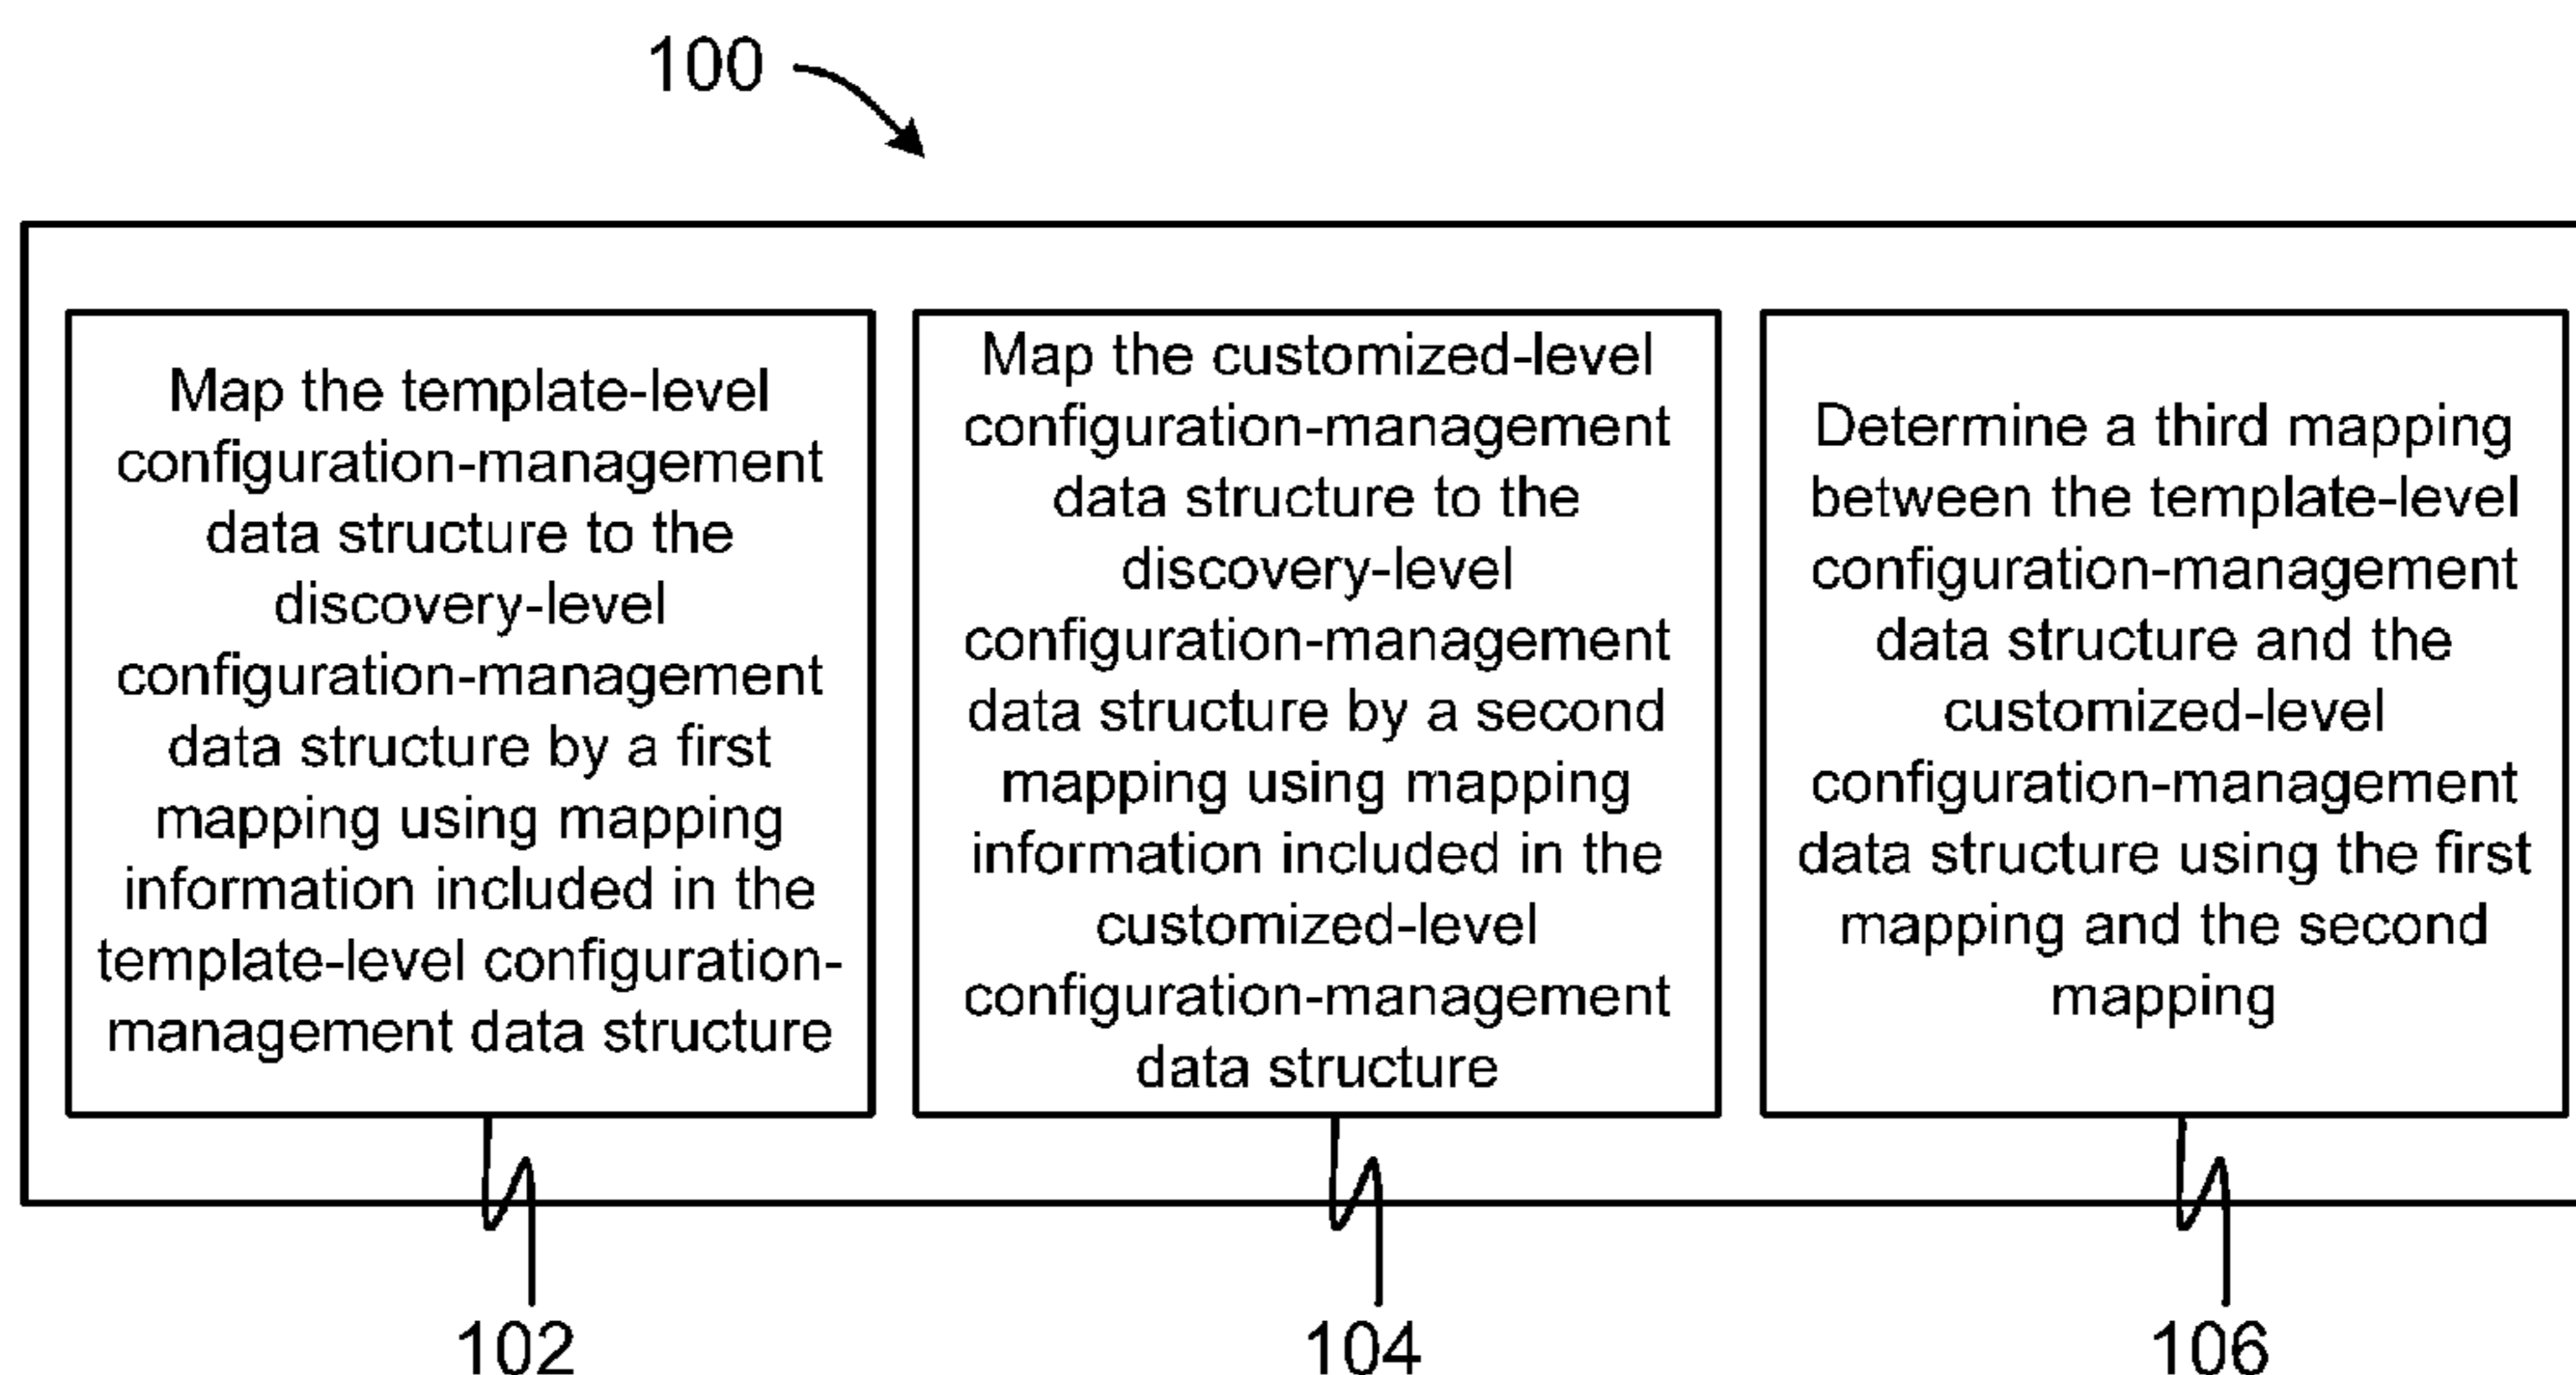 100
Map the template-level
configuration-management
data structure to the
discovery-level
configuration-management
data structure by a first
mapping using mapping
information included in the
template-level configuration-
management data structure
Map the customized-level
configuration-management
data structure to the
discovery-level
configuration-management
data structure by a second
mapping using mapping
information included in the
customized-level
configuration-management
data structure
Determine a third mapping
between the template-level
configuration-management
data structure and the
customized-level
configuration-management
data structure using the first
mapping and the second
mapping
102
104
106